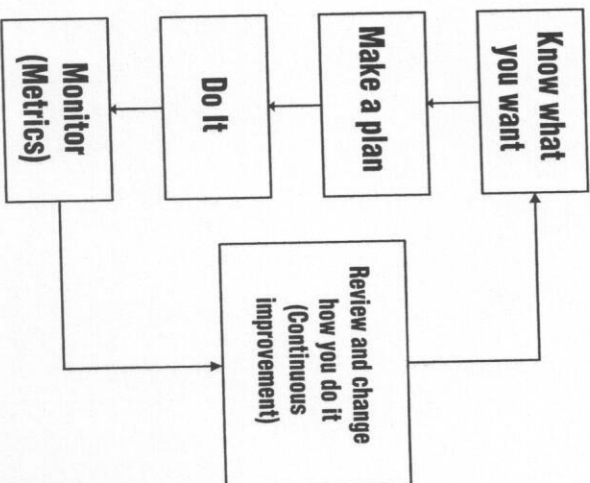 Know what
you want
Make a plan
Do It
Monitor
(Metrics)
Review and change
how you do it
(Continuous
improvement)